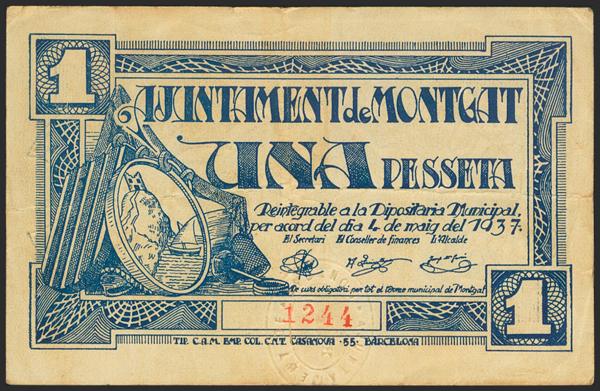 1
AJUNTAMENT de MONTGAT
UNA PESSETA
Reintegrable a la Dipositaria Municipal,
per acord del dia 4 de maig del 1937.
El Secretari El Conseller de finances L'Alcalde
De curs obligatori per tot el terme municipal de Montgat
1244
1
TIP. C.A.M. EMP. COL. C.N.T. CASANOVA · 55 · BARCELONA